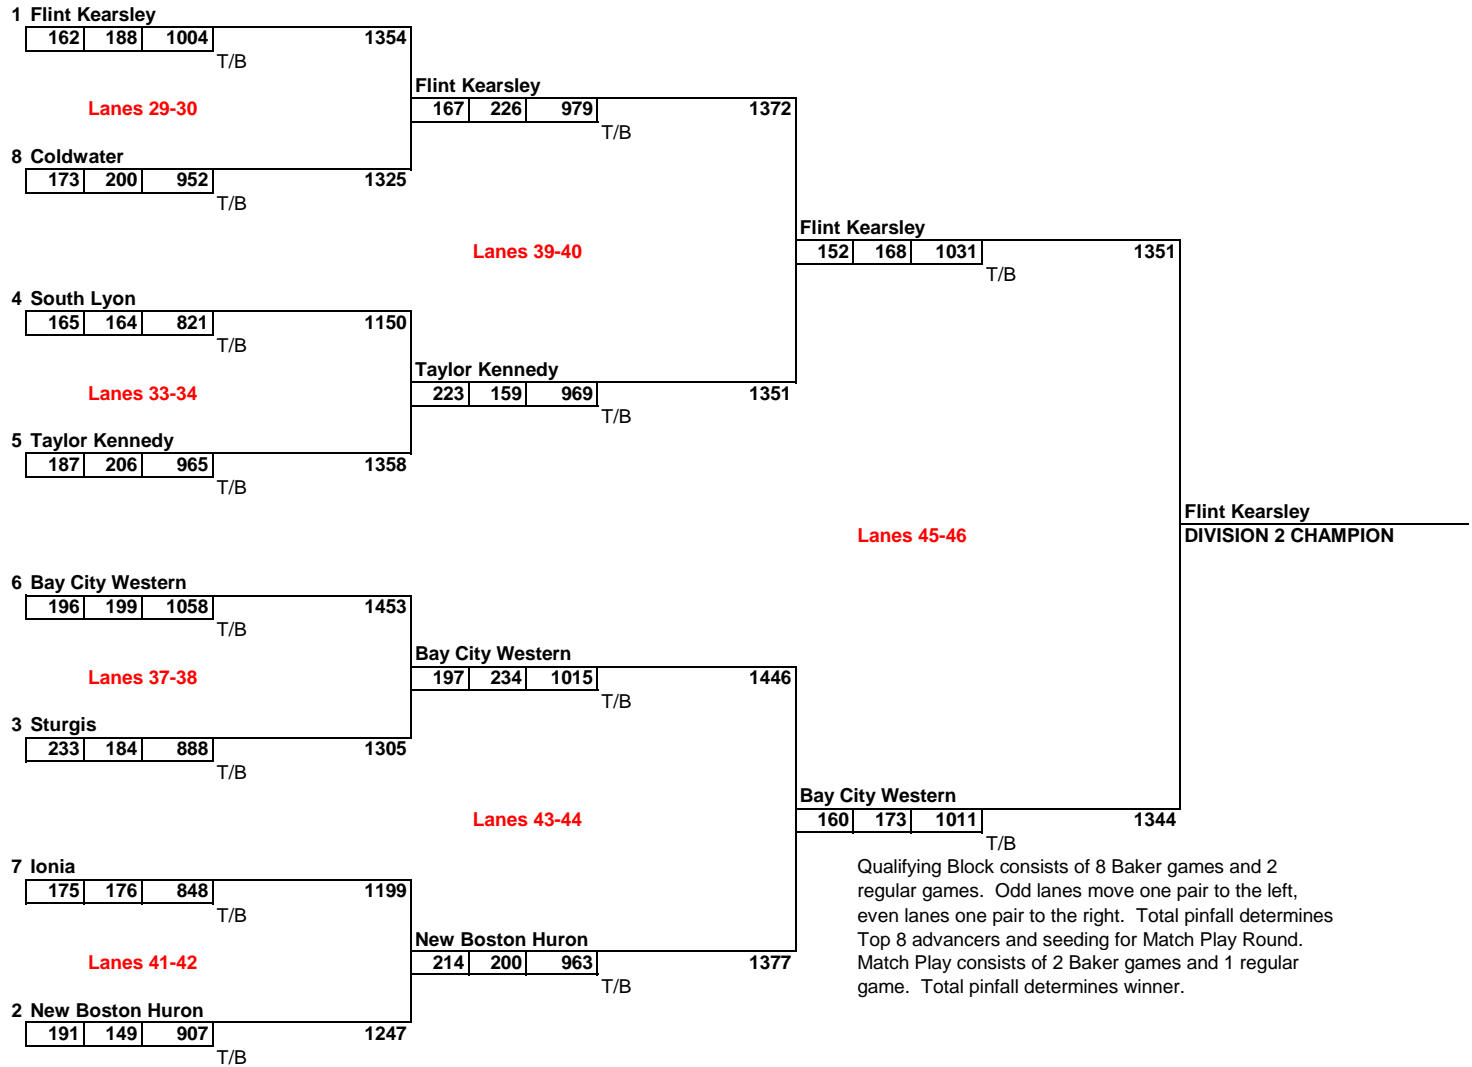 1 Flint Kearsley
162 188 1004 1354
T/B
Flint Kearsley
Lanes 29-30
167 226 979 1372
T/B
8 Coldwater
173 200 952 1325
T/B
Flint Kearsley
Lanes 39-40
152 168 1031 1351
T/B
4 South Lyon
165 164 821 1150
T/B
Taylor Kennedy
Lanes 33-34
223 159 969 1351
T/B
5 Taylor Kennedy
187 206 965 1358
T/B
Flint Kearsley
Lanes 45-46
DIVISION 2 CHAMPION
6 Bay City Western
196 199 1058 1453
T/B
Bay City Western
Lanes 37-38
197 234 1015 1446
T/B
3 Sturgis
233 184 888 1305
T/B
Bay City Western
Lanes 43-44
160 173 1011 1344
T/B
7 Ionia
175 176 848 1199
T/B
Qualifying Block consists of 8 Baker games and 2
regular games. Odd lanes move one pair to the left,
even lanes one pair to the right. Total pinfall determines
Top 8 advancers and seeding for Match Play Round.
Match Play consists of 2 Baker games and 1 regular
game. Total pinfall determines winner.
New Boston Huron
Lanes 41-42
214 200 963 1377
T/B
2 New Boston Huron
191 149 907 1247
T/B